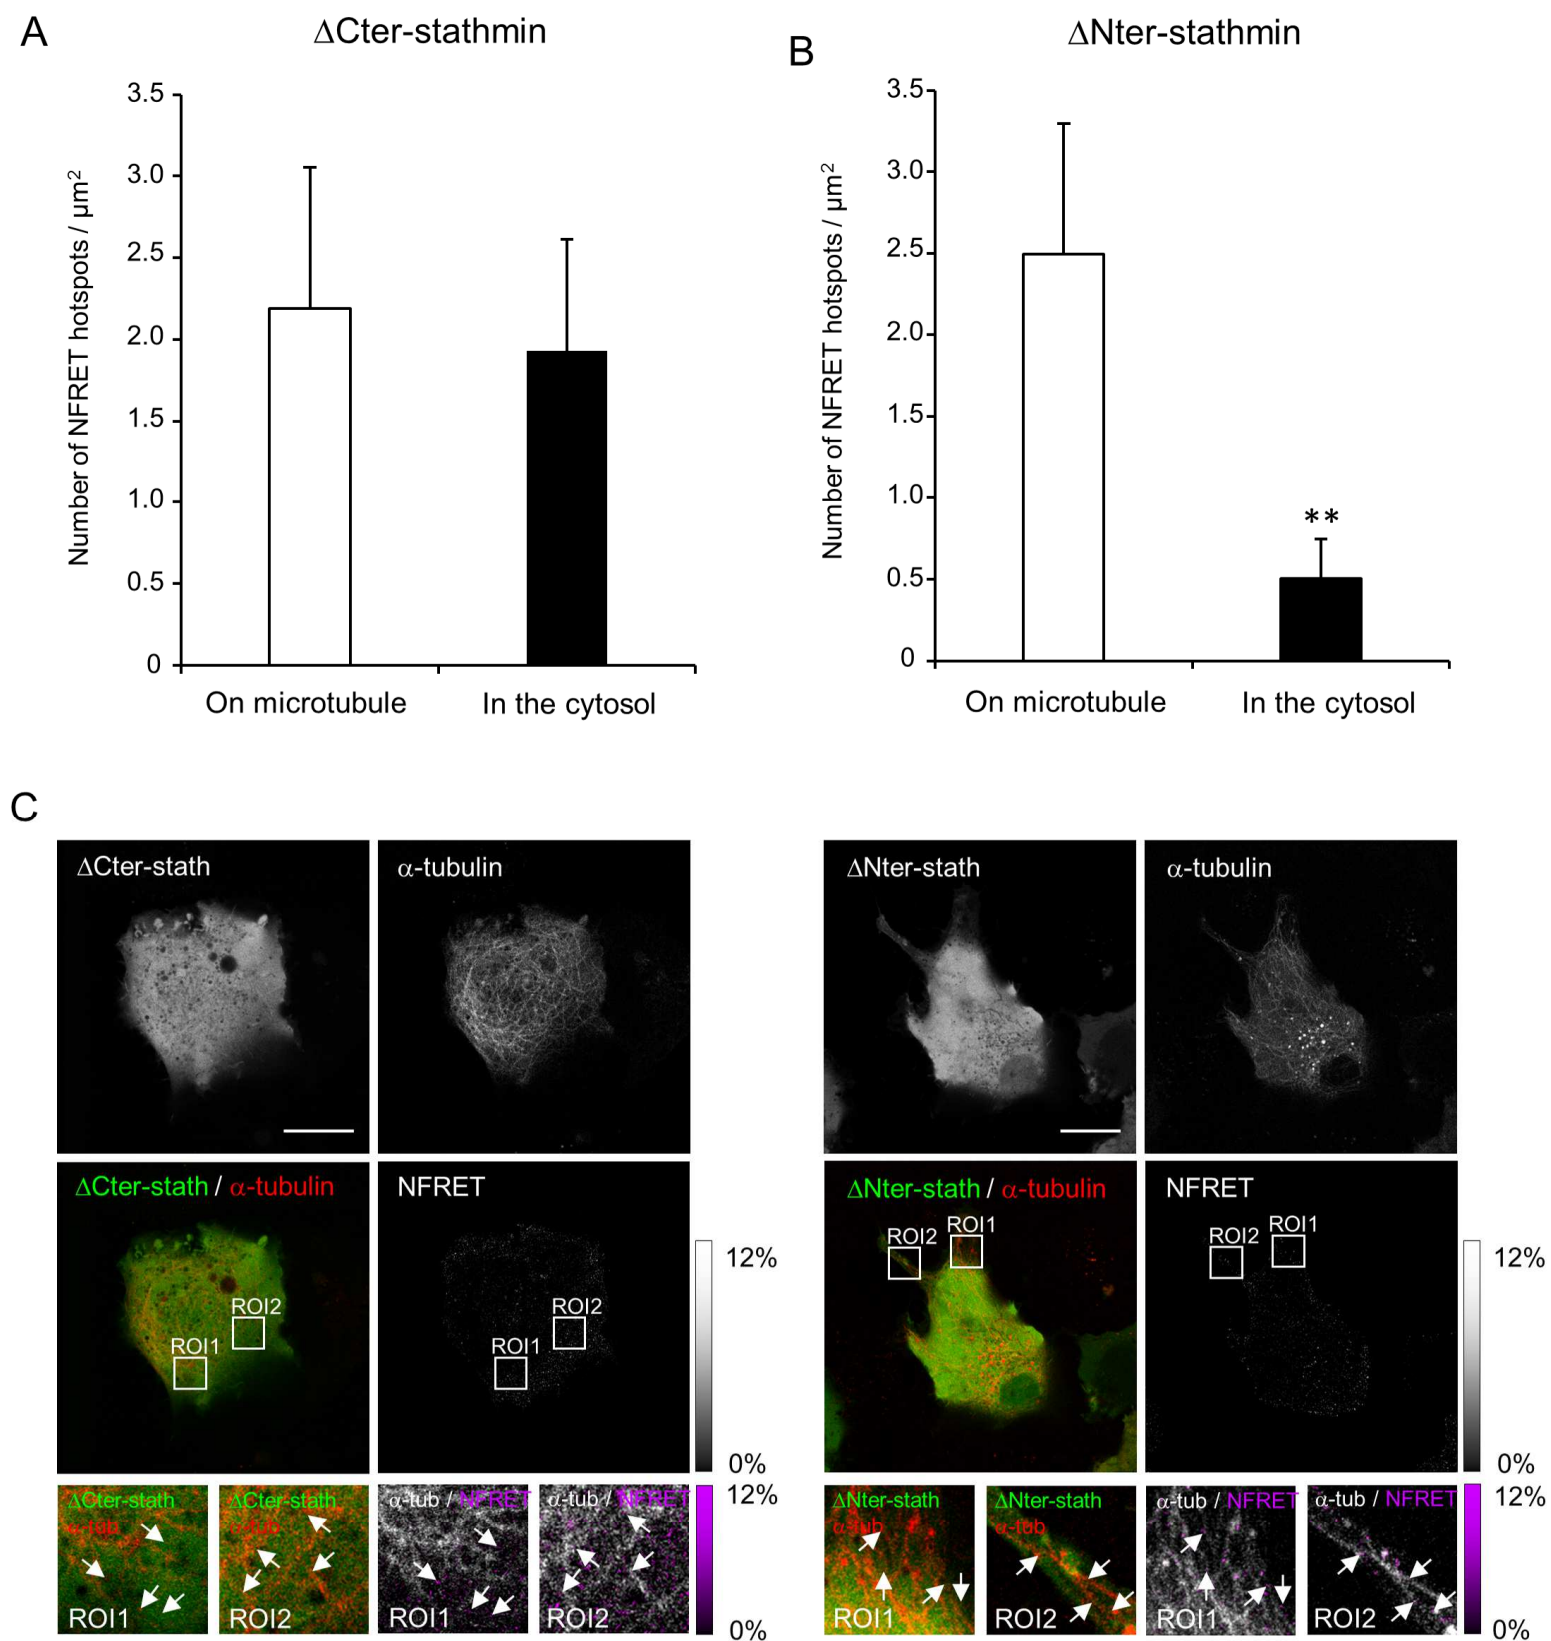 A
ΔCter-stathmin
Number of NFRET hotspots / µm²
3.5
3.0
2.5
2.0
1.5
1.0
0.5
0
On microtubule
In the cytosol
B
ΔNter-stathmin
Number of NFRET hotspots / µm²
3.5
3.0
2.5
2.0
1.5
1.0
0.5
0
**
On microtubule
In the cytosol
C
ΔCter-stath
α-tubulin
ΔCter-stath / α-tubulin
ROI2
ROI1
NFRET
ROI2
ROI1
12%
0%
ΔCter-stath
α-tub
ROI1
ΔCter-stath
α-tub
ROI2
α-tub / NFRET
ROI1
α-tub / NFRET
ROI2
12%
0%
ΔNter-stath
α-tubulin
ΔNter-stath / α-tubulin
ROI1
ROI2
NFRET
ROI1
ROI2
12%
0%
ΔNter-stath
α-tub
ROI1
ΔNter-stath
α-tub
ROI2
α-tub / NFRET
ROI1
α-tub / NFRET
ROI2
12%
0%